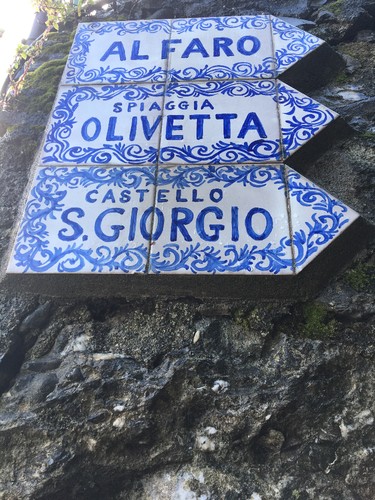 AL FARO
SPIAGGIA
OLIVETTA
CASTELLO
S.GIORGIO